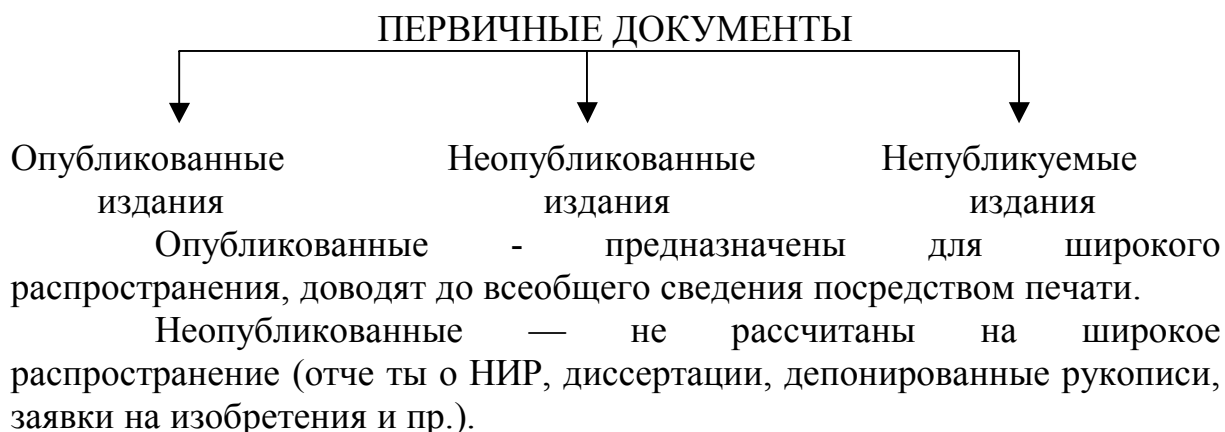 ПЕРВИЧНЫЕ ДОКУМЕНТЫ
Опубликованные Неопубликованные Непубликуемые
издания издания издания
Опубликованные - предназначены для широкого
распространения, доводят до всеобщего сведения посредством печати.
Неопубликованные — не рассчитаны на широкое
распространение (отче ты о НИР, диссертации, депонированные рукописи,
заявки на изобретения и пр.).